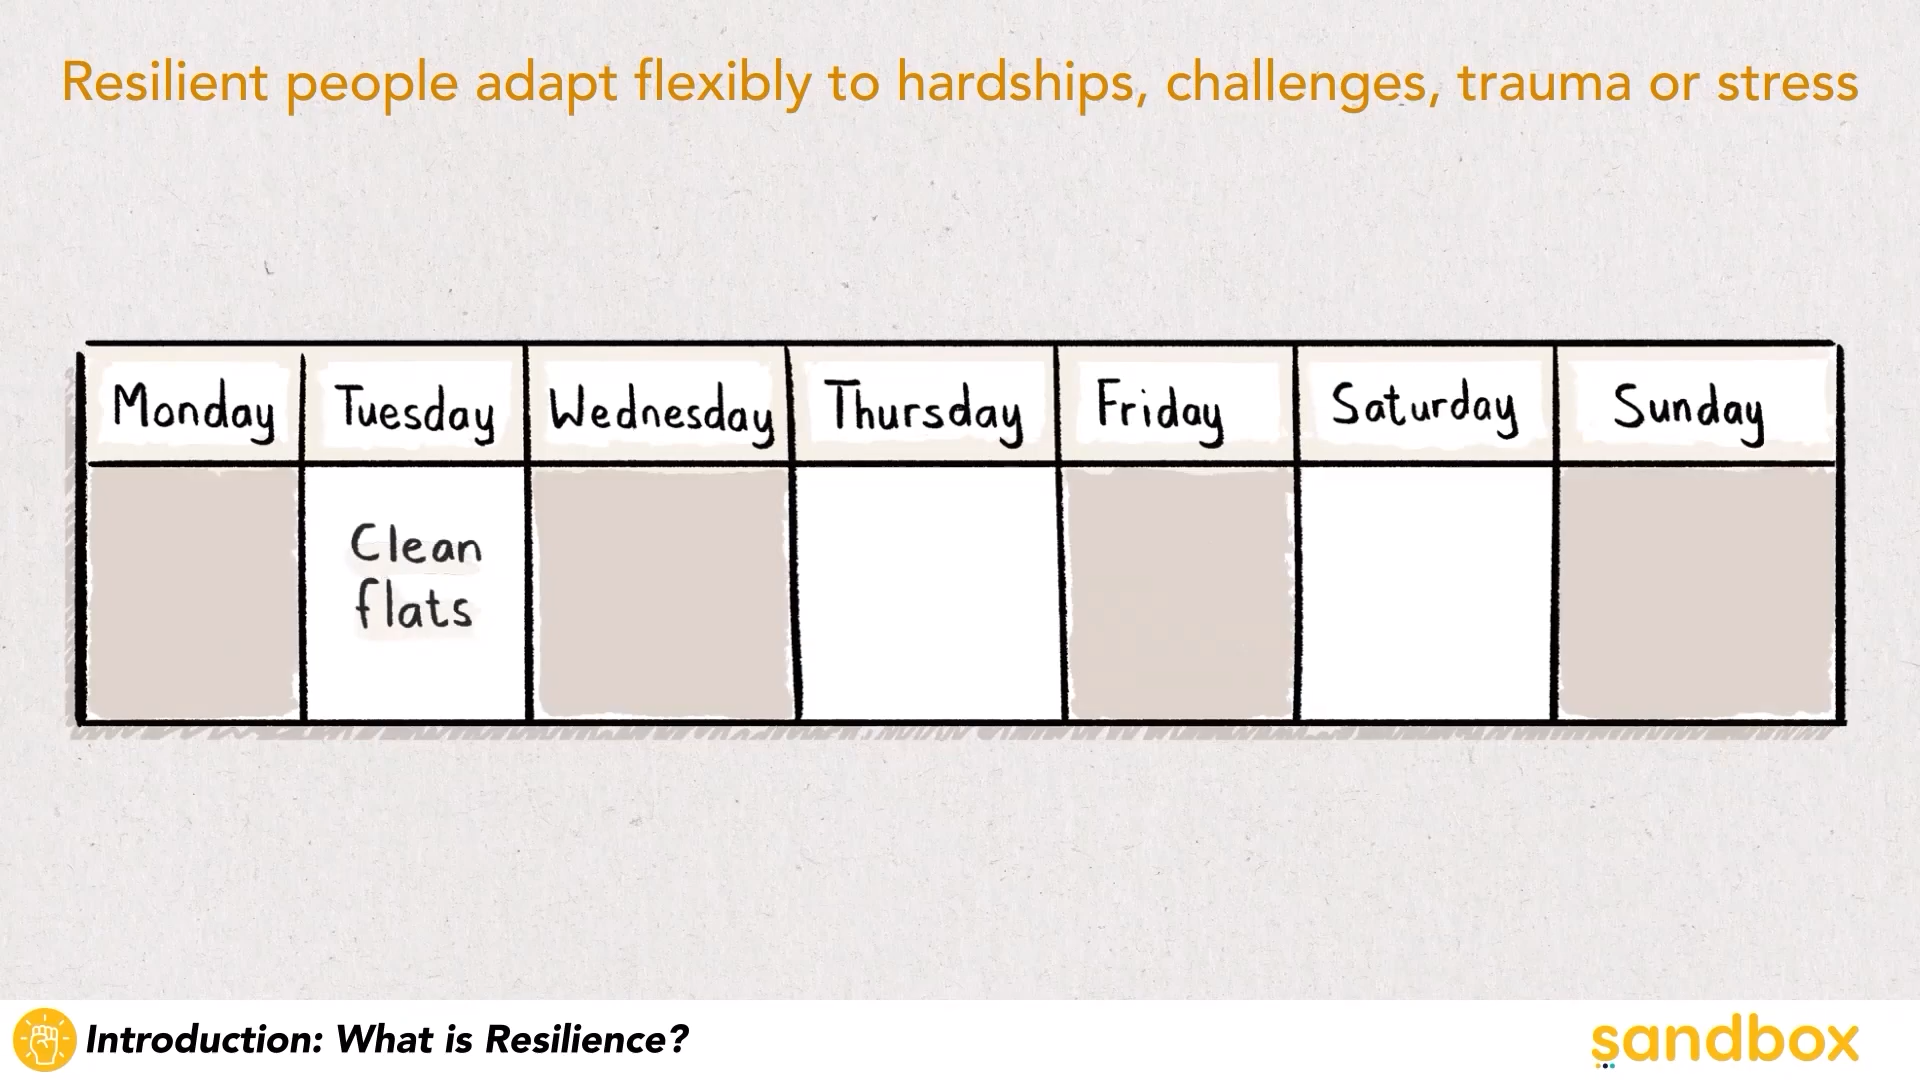 Resilient people adapt flexibly to hardships, challenges, trauma or stress
Monday Tuesday Wednesday Thursday Friday Saturday Sunday
Clean
flats
Introduction: What is Resilience?
sandbox